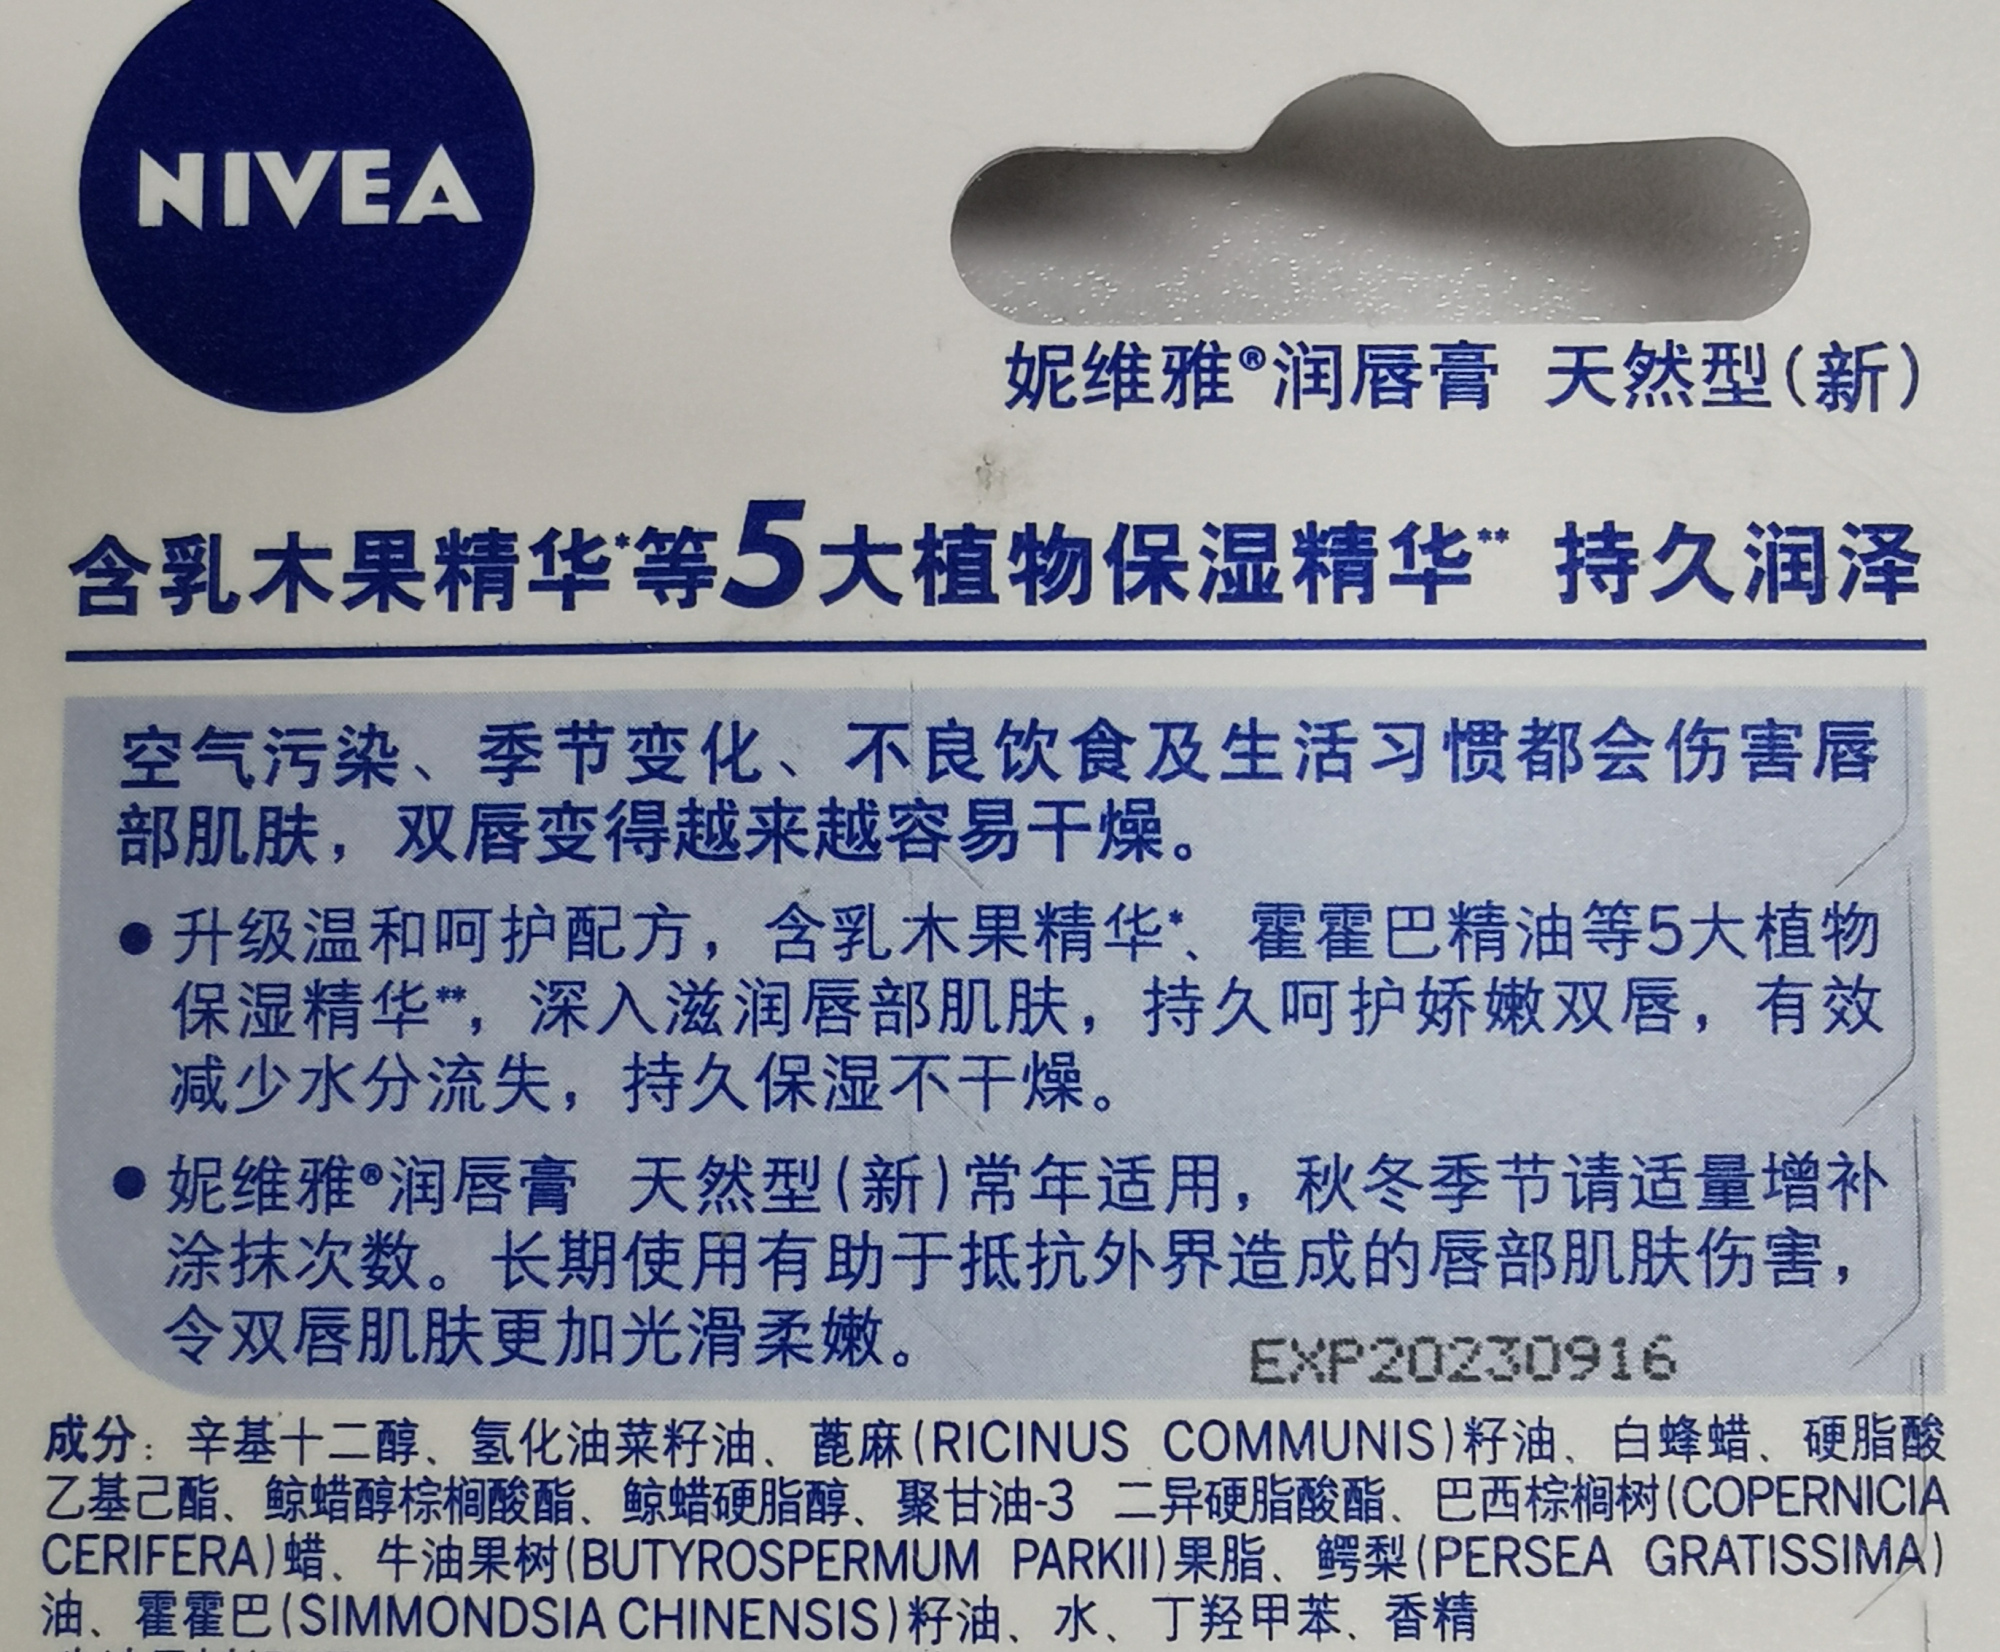 NIVEA
妮维雅®润唇膏 天然型(新)
含乳木果精华*等5大植物保湿精华** 持久润泽
空气污染、季节变化、不良饮食及生活习惯都会伤害唇
部肌肤，双唇变得越来越容易干燥。
●升级温和呵护配方，含乳木果精华*、霍霍巴精油等5大植物
保湿精华**，深入滋润唇部肌肤，持久呵护娇嫩双唇，有效
减少水分流失，持久保湿不干燥。
●妮维雅®润唇膏 天然型(新)常年适用，秋冬季节请适量增补
涂抹次数。长期使用有助于抵抗外界造成的唇部肌肤伤害，
令双唇肌肤更加光滑柔嫩。
EXP20230916
成分：辛基十二醇、氢化油菜籽油、蓖麻(RICINUS COMMUNIS)籽油、白蜂蜡、硬脂酸
乙基己酯、鲸蜡醇棕榈酸酯、鲸蜡硬脂醇、聚甘油-3 二异硬脂酸酯、巴西棕榈树(COPERNICIA
CERIFERA)蜡、牛油果树(BUTYROSPERMUM PARKII)果脂、鳄梨(PERSEA GRATISSIMA)
油、霍霍巴(SIMMONDSIA CHINENSIS)籽油、水、丁羟甲苯、香精